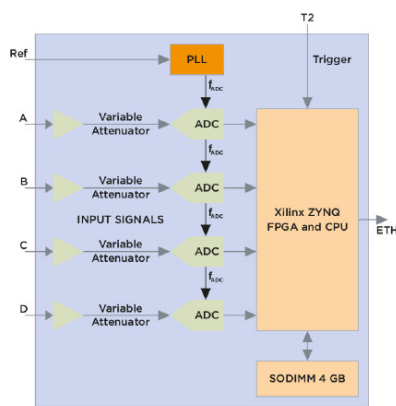 T2
Ref
PLL
Trigger
fADC
A
Variable
Attenuator
ADC
fADC
B
Variable
Attenuator
ADC
INPUT SIGNALS
fADC
Xilinx ZYNQ
FPGA and CPU
ETH
C
Variable
Attenuator
ADC
fADC
D
Variable
Attenuator
ADC
SODIMM 4 GB